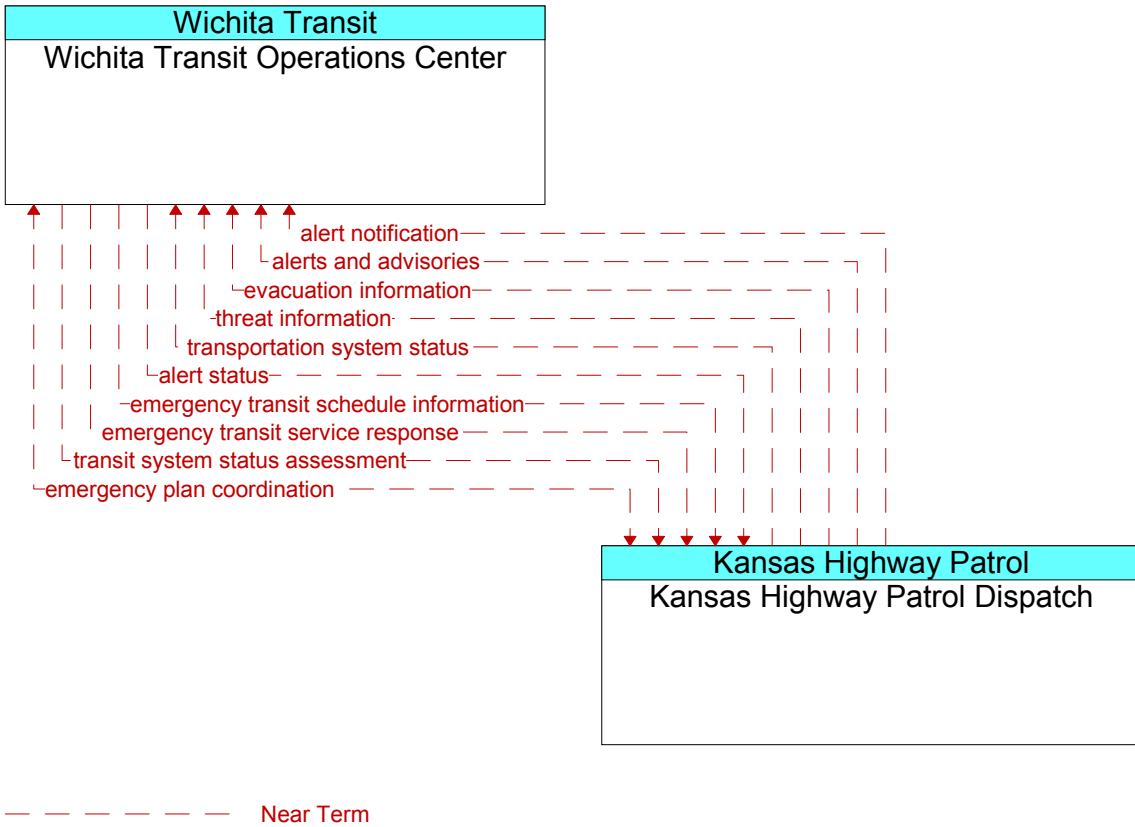 Wichita Transit
Wichita Transit Operations Center
alert notification
alerts and advisories
evacuation information
threat information
transportation system status
alert status
emergency transit schedule information
emergency transit service response
transit system status assessment
emergency plan coordination
Kansas Highway Patrol
Kansas Highway Patrol Dispatch
Near Term